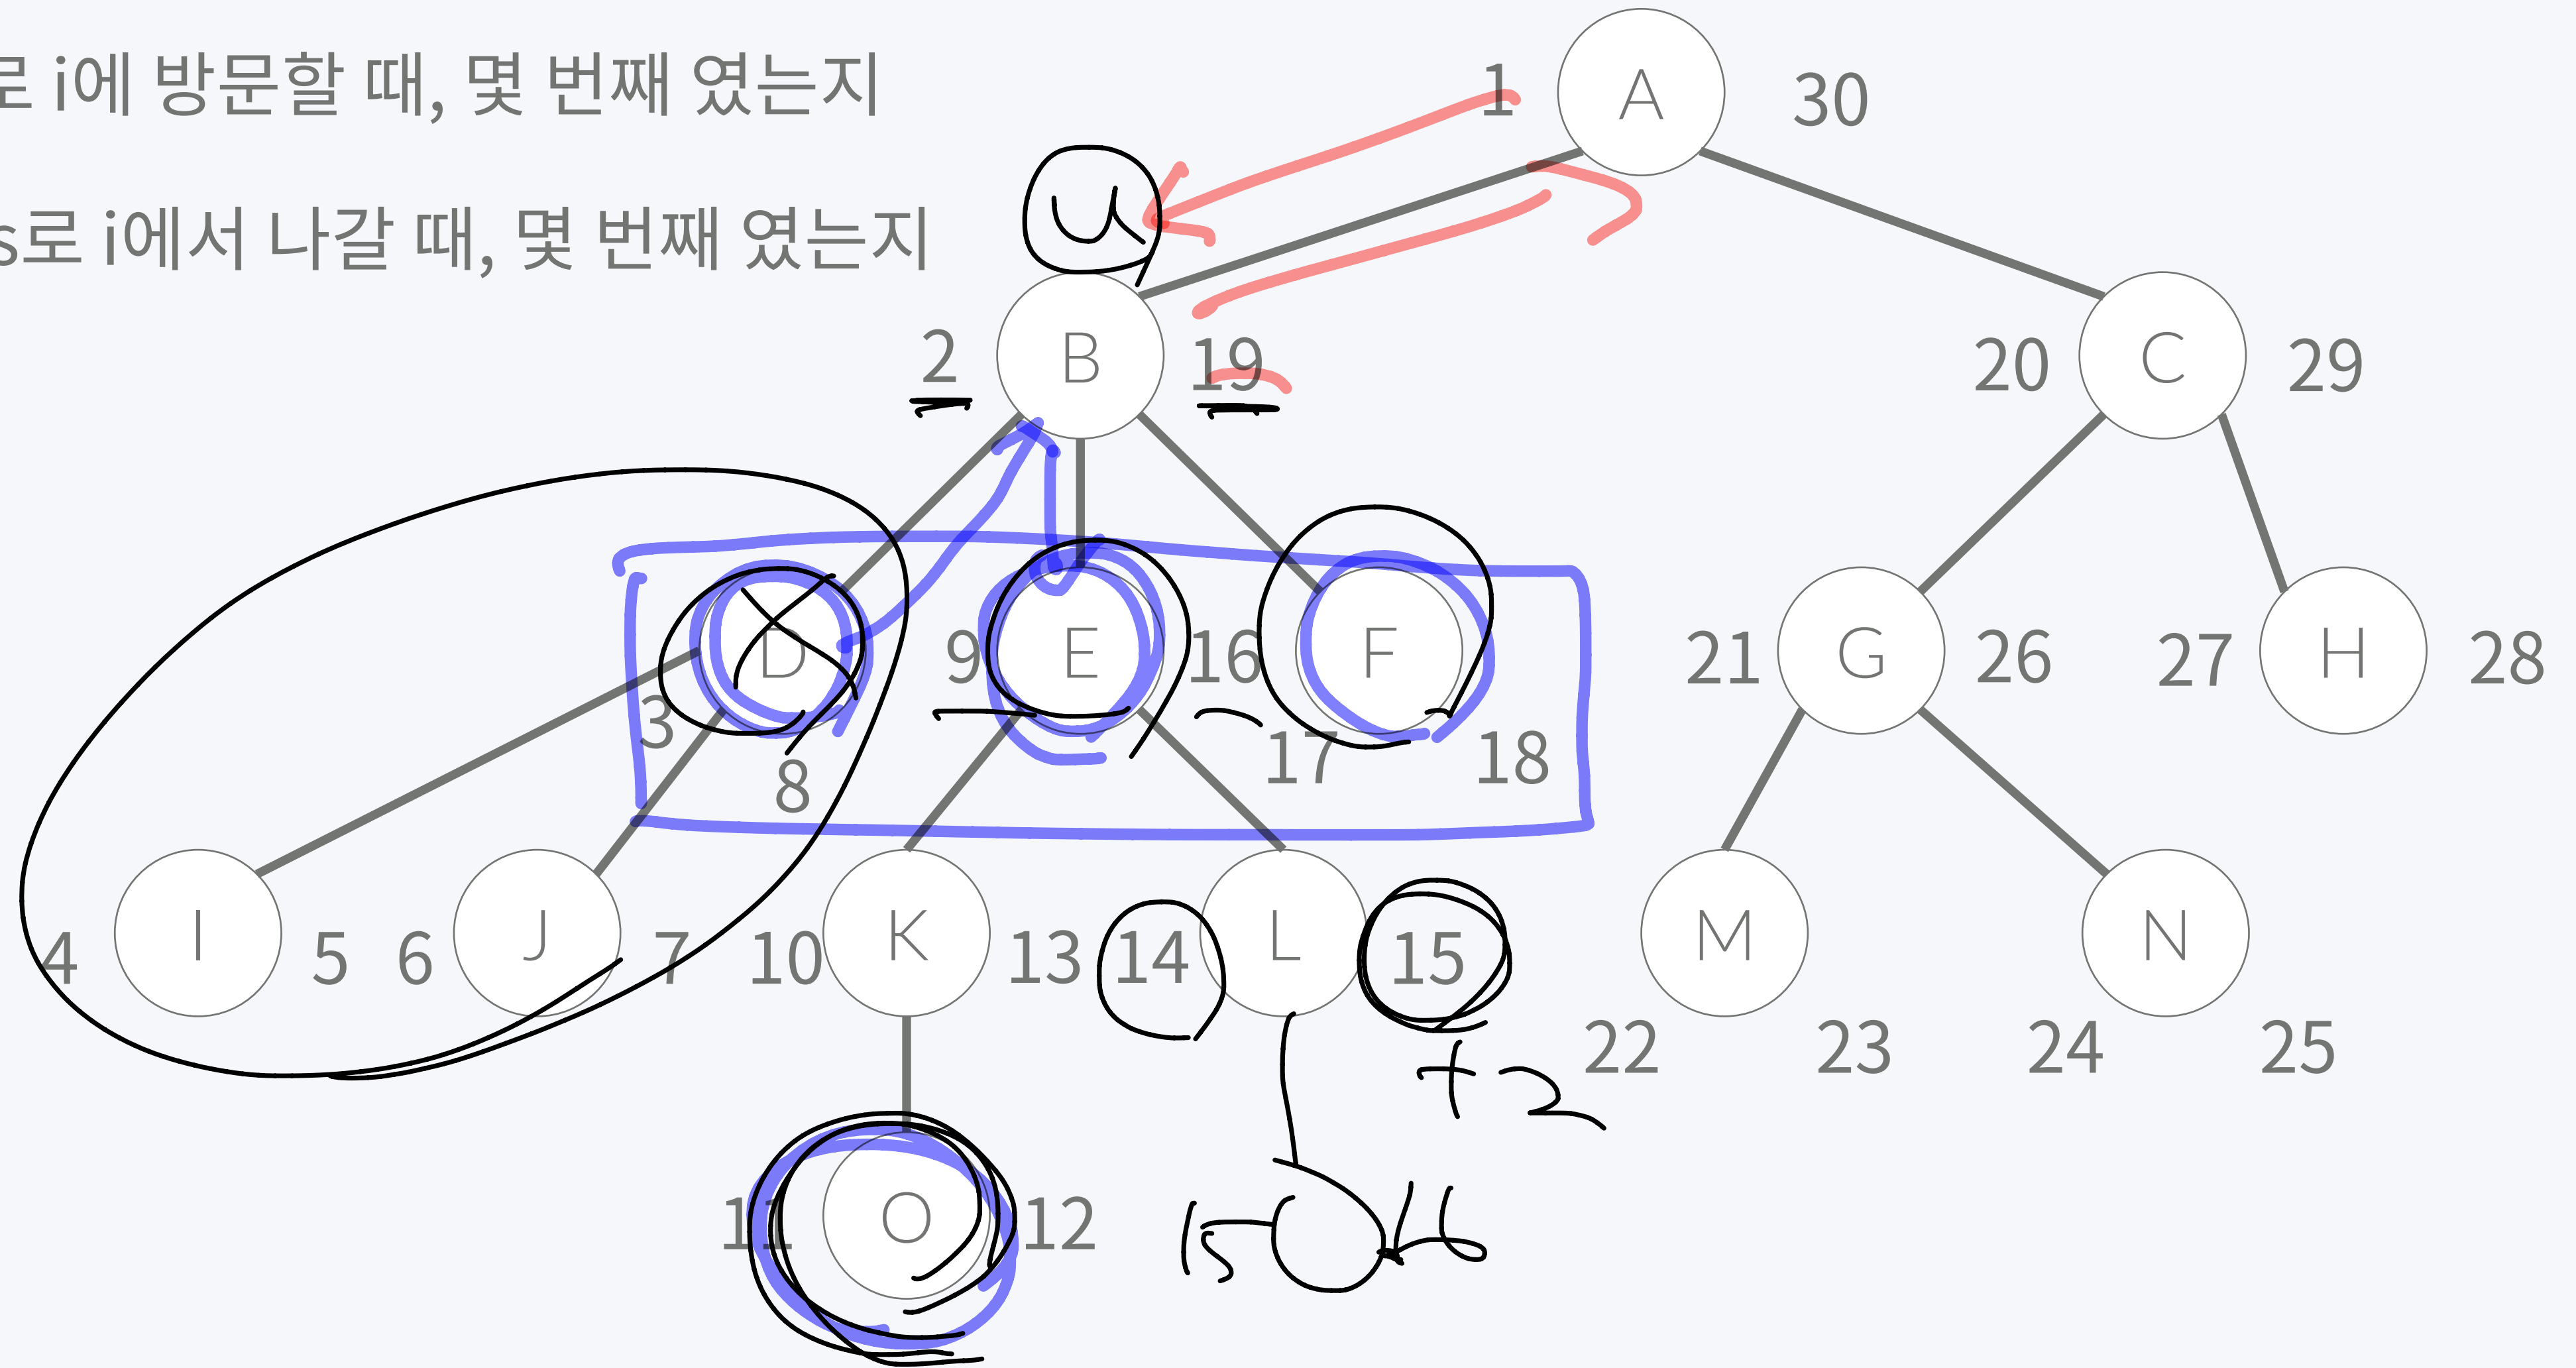 로 i에 방문할 때, 몇 번째 였는지
s로 i에서 나갈 때, 몇 번째 였는지
1 A 30
u
2 B 19
20 C 29
3 D 8
9 E 16
17 F 18
21 G 26
27 H 28
4 I 5
6 J 7
10 K 13
14 L 15
+2
22 M 23
24 N 25
11 O 12
15 16